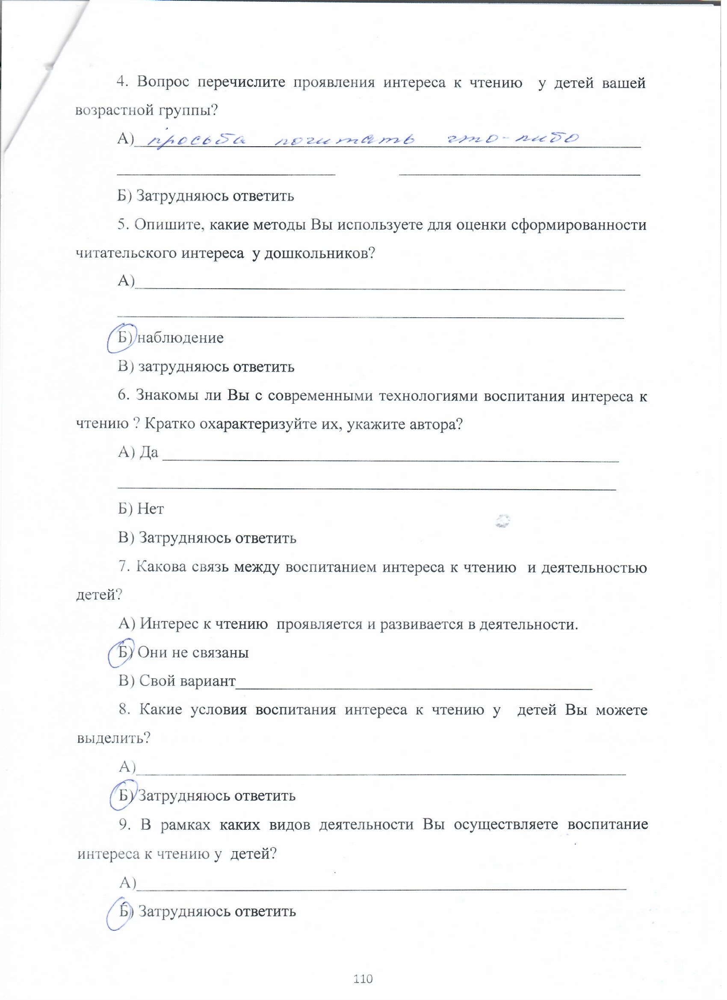 4. Вопрос перечислите проявления интереса к чтению у детей вашей
возрастной группы?
А) просьба почитать что-либо
Б) Затрудняюсь ответить
5. Опишите, какие методы Вы используете для оценки сформированности
читательского интереса у дошкольников?
А)
Б) наблюдение
В) затрудняюсь ответить
6. Знакомы ли Вы с современными технологиями воспитания интереса к
чтению ? Кратко охарактеризуйте их, укажите автора?
А) Да
Б) Нет
В) Затрудняюсь ответить
7. Какова связь между воспитанием интереса к чтению и деятельностью
детей?
А) Интерес к чтению проявляется и развивается в деятельности.
Б) Они не связаны
В) Свой вариант
8. Какие условия воспитания интереса к чтению у детей Вы можете
выделить?
А)
Б) Затрудняюсь ответить
9. В рамках каких видов деятельности Вы осуществляете воспитание
интереса к чтению у детей?
А)
Б) Затрудняюсь ответить
110